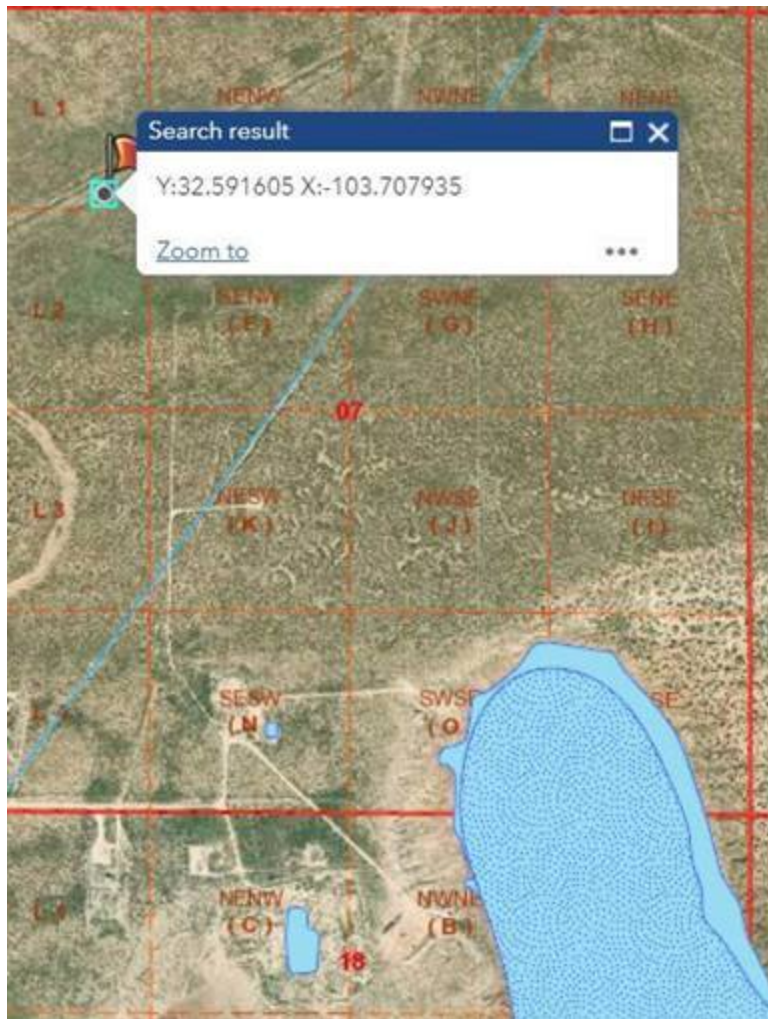 NENW
NWNE
NENE
L 1
Search result
Y:32.591605 X:-103.707935
Zoom to
...
SENW
SWNE
SENE
L 2
( F )
( G )
( H )
07
NESW
NWSE
NESE
L 3
( K )
( J )
( I )
SESW
SWSE
SE
( N )
( O
NENW
NWNE
( C )
( B )
18